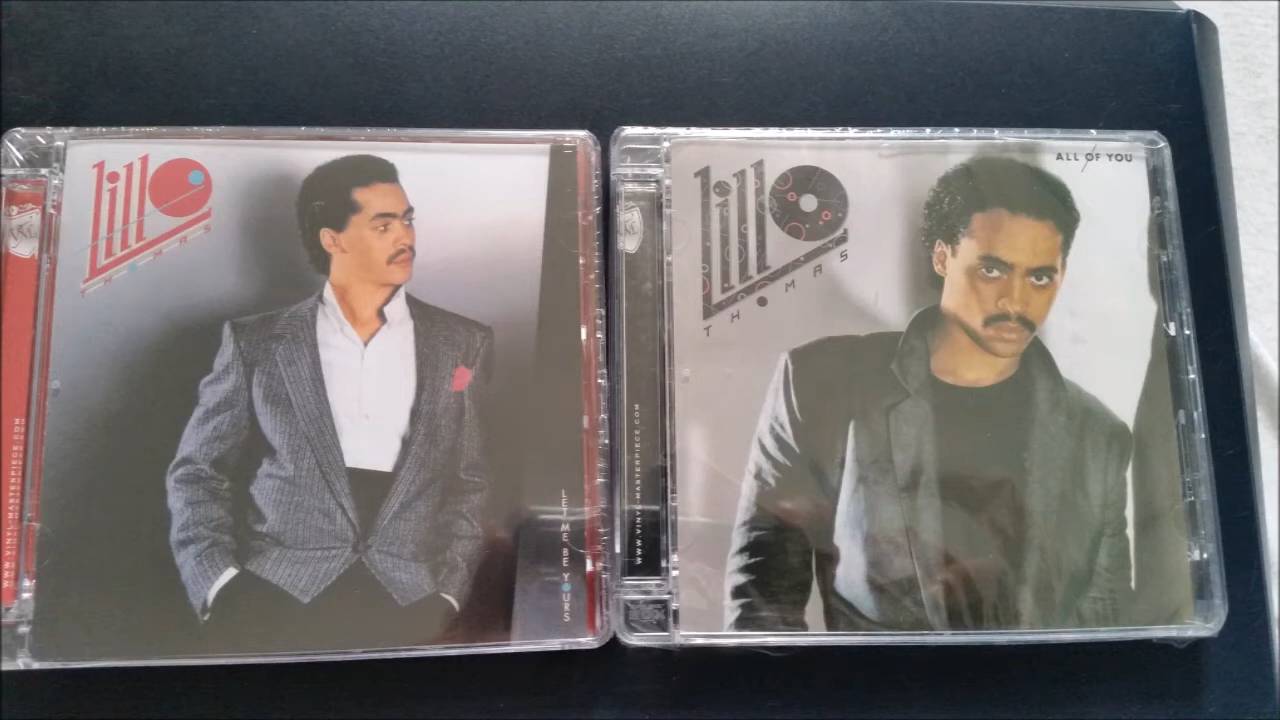 lillo
THOMAS
LET ME BE YOURS
WWW.VINYL-MASTERPIECE.COM
lillo
THOMAS
ALL OF YOU
WWW.VINYL-MASTERPIECE.COM